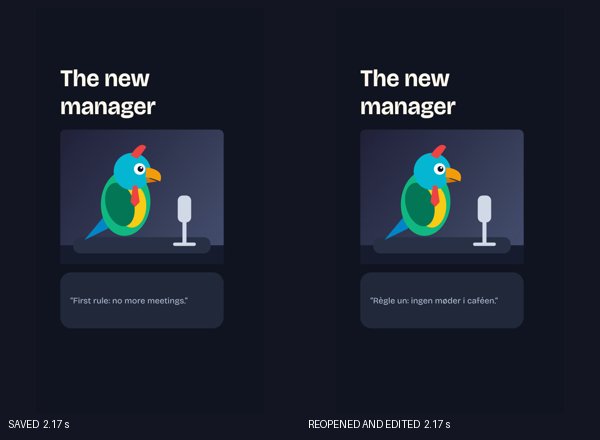 The new
manager
"First rule: no more meetings."
SAVED 2.17 s
The new
manager
"Règle un: ingen møder i caféen."
REOPENED AND EDITED 2.17 s